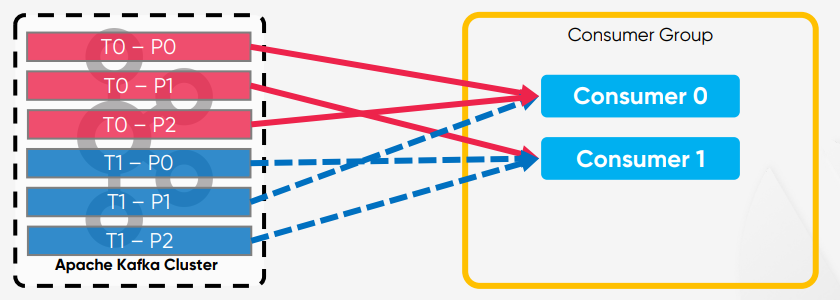 T0 – P0
T0 – P1
T0 – P2
T1 – P0
T1 – P1
T1 – P2
Apache Kafka Cluster
Consumer Group
Consumer 0
Consumer 1